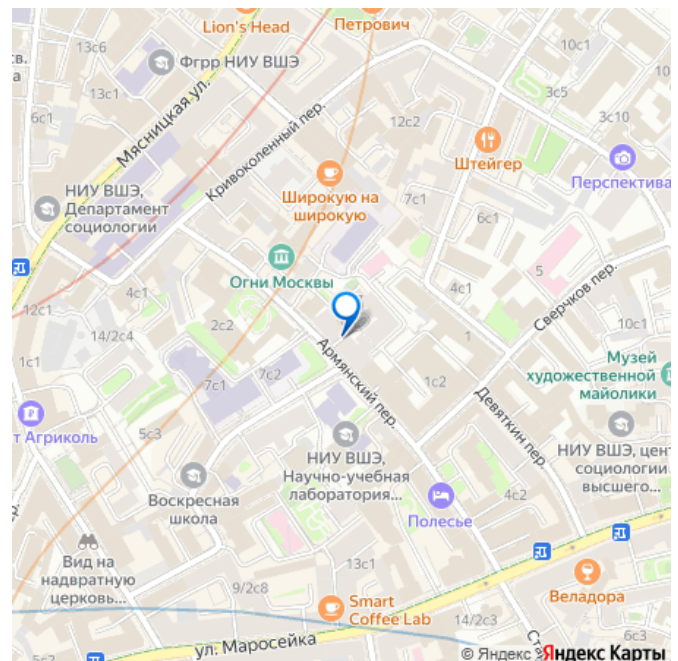 Lion's Head
Петрович
13с6
Фгрр НИУ ВШЭ
10с1
св.
а
6с1
Мясницкая ул.
10
3с5
3с10
12с2
Кривоколенный пер.
Штейгер
Перспектива
НИУ ВШЭ,
Департамент
социологии
Широкую на
широкую
7с1
6с1
Огни Москвы
5
Сверчков пер.
4с1
4с1
12с1
2с2
14/2с4
10с1
1с1
1
Армянский пер.
Музей
художественной
майолики
7с2
7с1
1с2
Девяткин пер.
т Агриколь
5с3
НИУ ВШЭ,
Научно-учебная
лаборатория...
НИУ ВШЭ, цен
социологии
высшего...
Воскресная
школа
4с2
Полесье
Вид на
надвратную
церковь...
13с1
9/2с8
Smart
Coffee Lab
Веладора
14/2с3
ул. Маросейка
Ста
6с3
© Яндекс Яндекс Карты